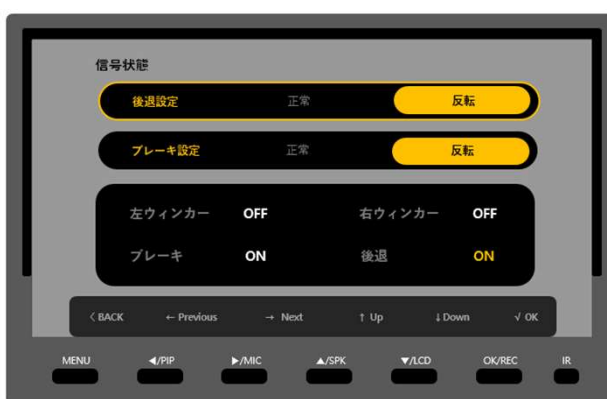 信号状態
後退設定 正常 反転
ブレーキ設定 正常 反転
左ウィンカー OFF 右ウィンカー OFF
ブレーキ ON 後退 ON
〈 BACK ← Previous → Next ↑ Up ↓ Down √ OK
MENU ◀/PIP ▶/MIC ▲/SPK ▼/LCD OK/REC IR